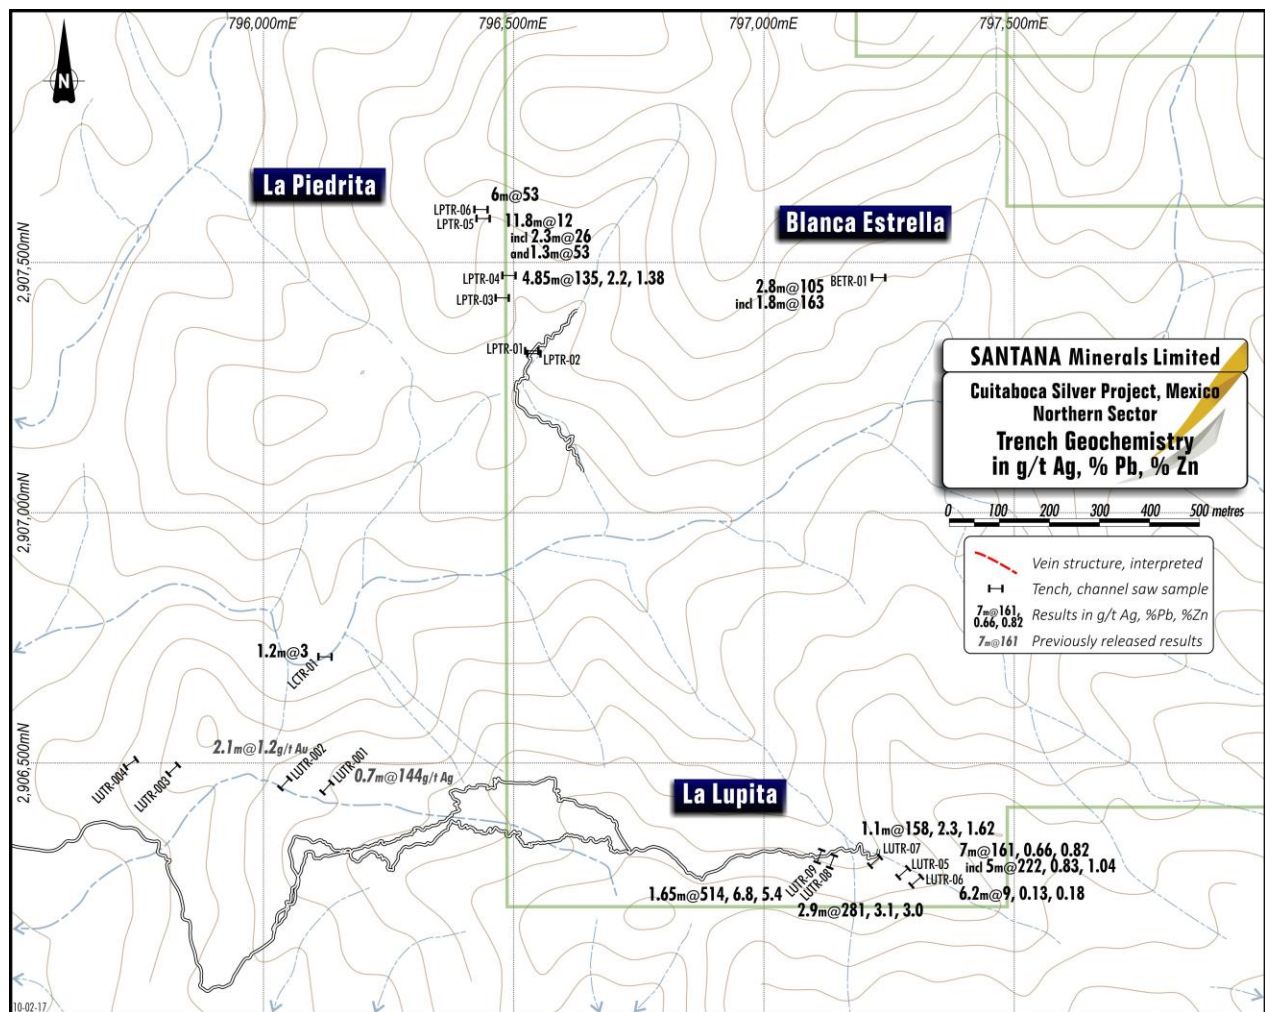 796,000mE
796,500mE
797,000mE
797,500mE
N
La Piedrita
6m@53
LPTR-06
LPTR-05
11.8m@12
incl 2.3m@26
and 1.3m@53
Blanca Estrella
2,907,500mN
LPTR-04
4.85m@135, 2.2, 1.38
LPTR-03
BETR-01
2.8m@105
incl 1.8m@163
LPTR-01
LPTR-02
SANTANA Minerals Limited
Cuitaboca Silver Project, Mexico
Northern Sector
Trench Geochemistry
in g/t Ag, % Pb, % Zn
2,907,000mN
0 100 200 300 400 500 metres
Vein structure, interpreted
Tench, channel saw sample
7m@161,
0.66, 0.82
Results in g/t Ag, %Pb, %Zn
7m@161
Previously released results
1.2m@3
LCTR-01
2,906,500mN
2.1m@1.2g/t Au
LUTR-004
LUTR-003
LUTR-002
LUTR-001
0.7m@144g/t Ag
La Lupita
1.1m@158, 2.3, 1.62
LUTR-07
7m@161, 0.66, 0.82
incl 5m@222, 0.83, 1.04
LUTR-05
LUTR-06
LUTR-09
LUTR-08
1.65m@514, 6.8, 5.4
6.2m@9, 0.13, 0.18
2.9m@281, 3.1, 3.0
10-02-17